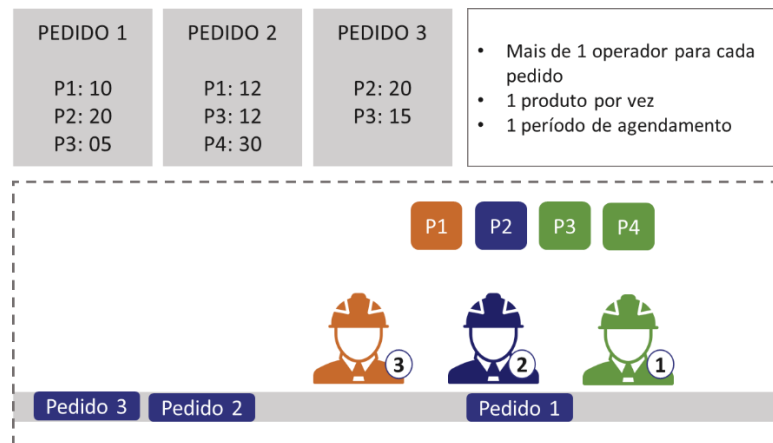 PEDIDO 1
P1: 10
P2: 20
P3: 05
PEDIDO 2
P1: 12
P3: 12
P4: 30
PEDIDO 3
P2: 20
P3: 15
• Mais de 1 operador para cada
pedido
• 1 produto por vez
• 1 período de agendamento
P1 P2 P3 P4
3 2 1
Pedido 3 Pedido 2 Pedido 1